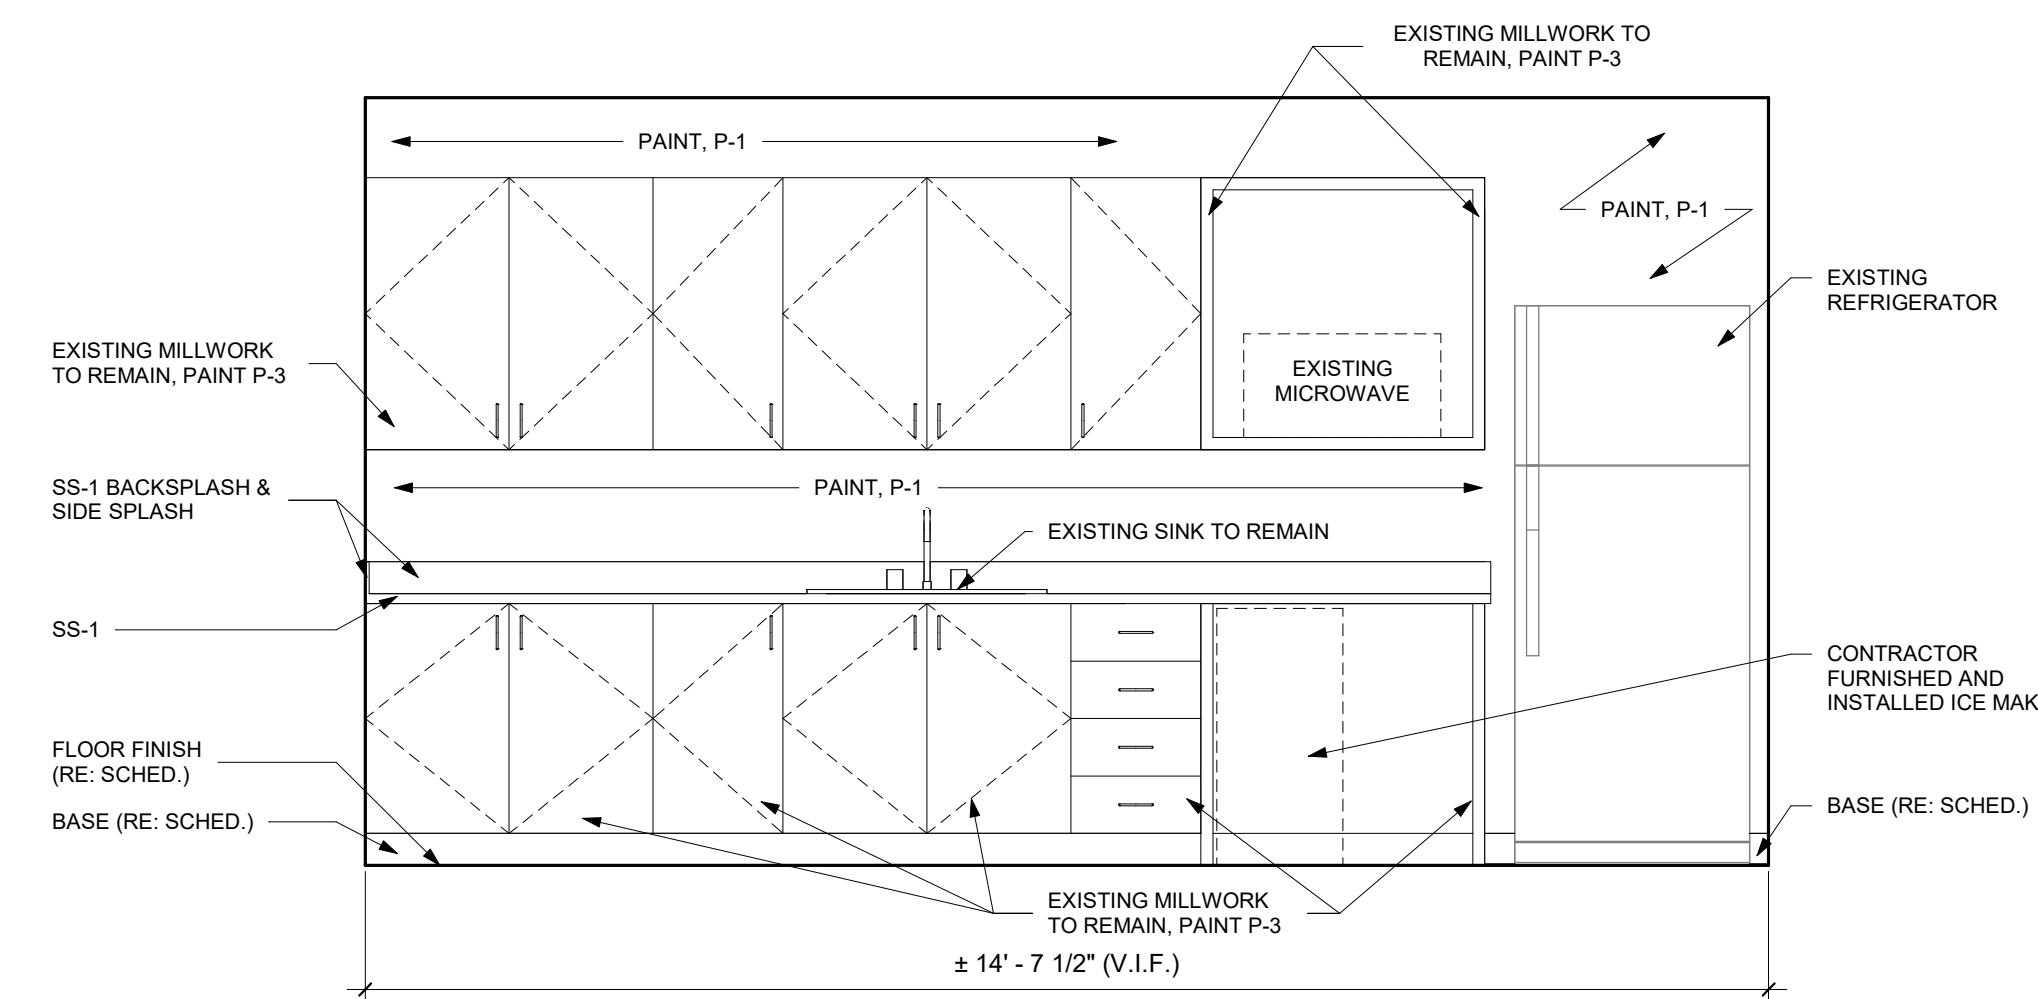 EXISTING MILLWORK TO
REMAIN, PAINT P-3
PAINT, P-1
PAINT, P-1
EXISTING
REFRIGERATOR
EXISTING MILLWORK
TO REMAIN, PAINT P-3
EXISTING
MICROWAVE
SS-1 BACKSPLASH &
SIDE SPLASH
PAINT, P-1
EXISTING SINK TO REMAIN
SS-1
CONTRACTOR
FURNISHED AND
INSTALLED ICE MAK
FLOOR FINISH
(RE: SCHED.)
BASE (RE: SCHED.)
BASE (RE: SCHED.)
EXISTING MILLWORK
TO REMAIN, PAINT P-3
± 14' - 7 1/2" (V.I.F.)